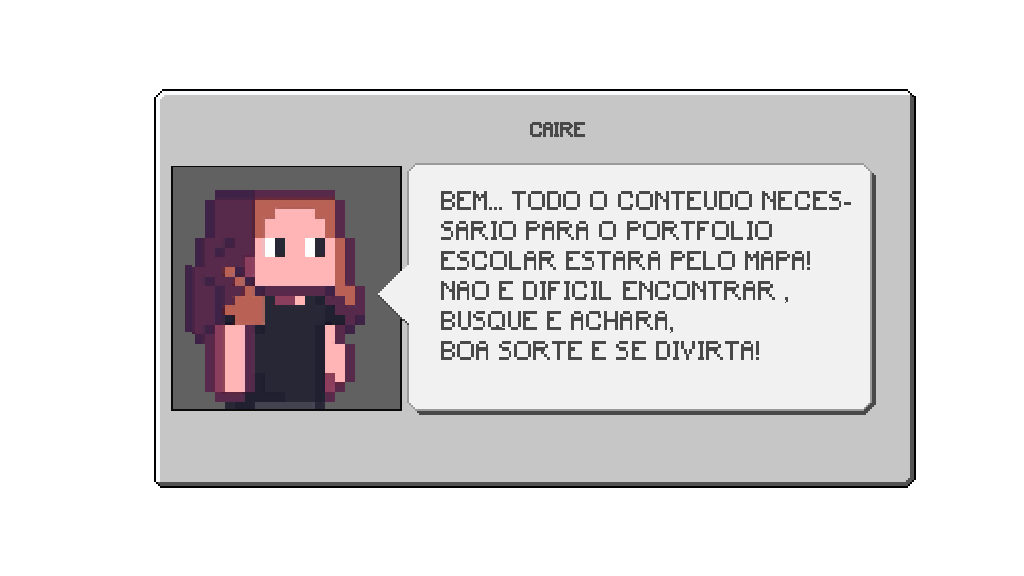 CAIRE
BEM... TODO O CONTEUDO NECES-
SARIO PARA O PORTFOLIO
ESCOLAR ESTARA PELO MAPA!
NAO E DIFICIL ENCONTRAR ,
BUSQUE E ACHARA,
BOA SORTE E SE DIVIRTA!